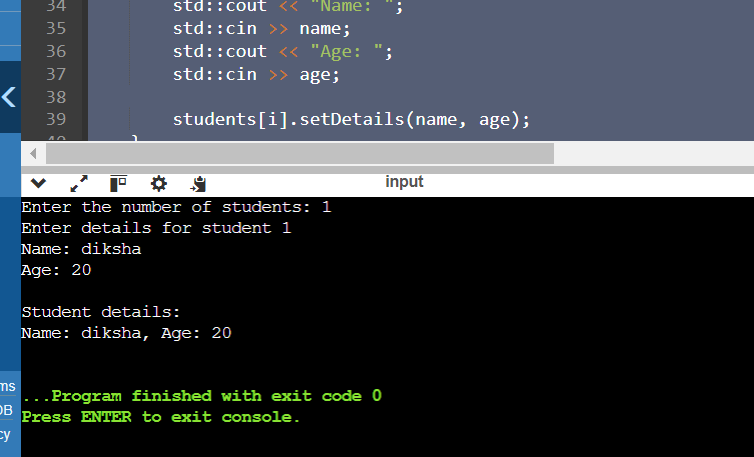 34 std::cout << "Name: ";
35 std::cin >> name;
36 std::cout << "Age: ";
37 std::cin >> age;
38
39 students[i].setDetails(name, age);
40 }
input
Enter the number of students: 1
Enter details for student 1
Name: diksha
Age: 20
Student details:
Name: diksha, Age: 20
ms
...Program finished with exit code 0
DB
Press ENTER to exit console.
cy